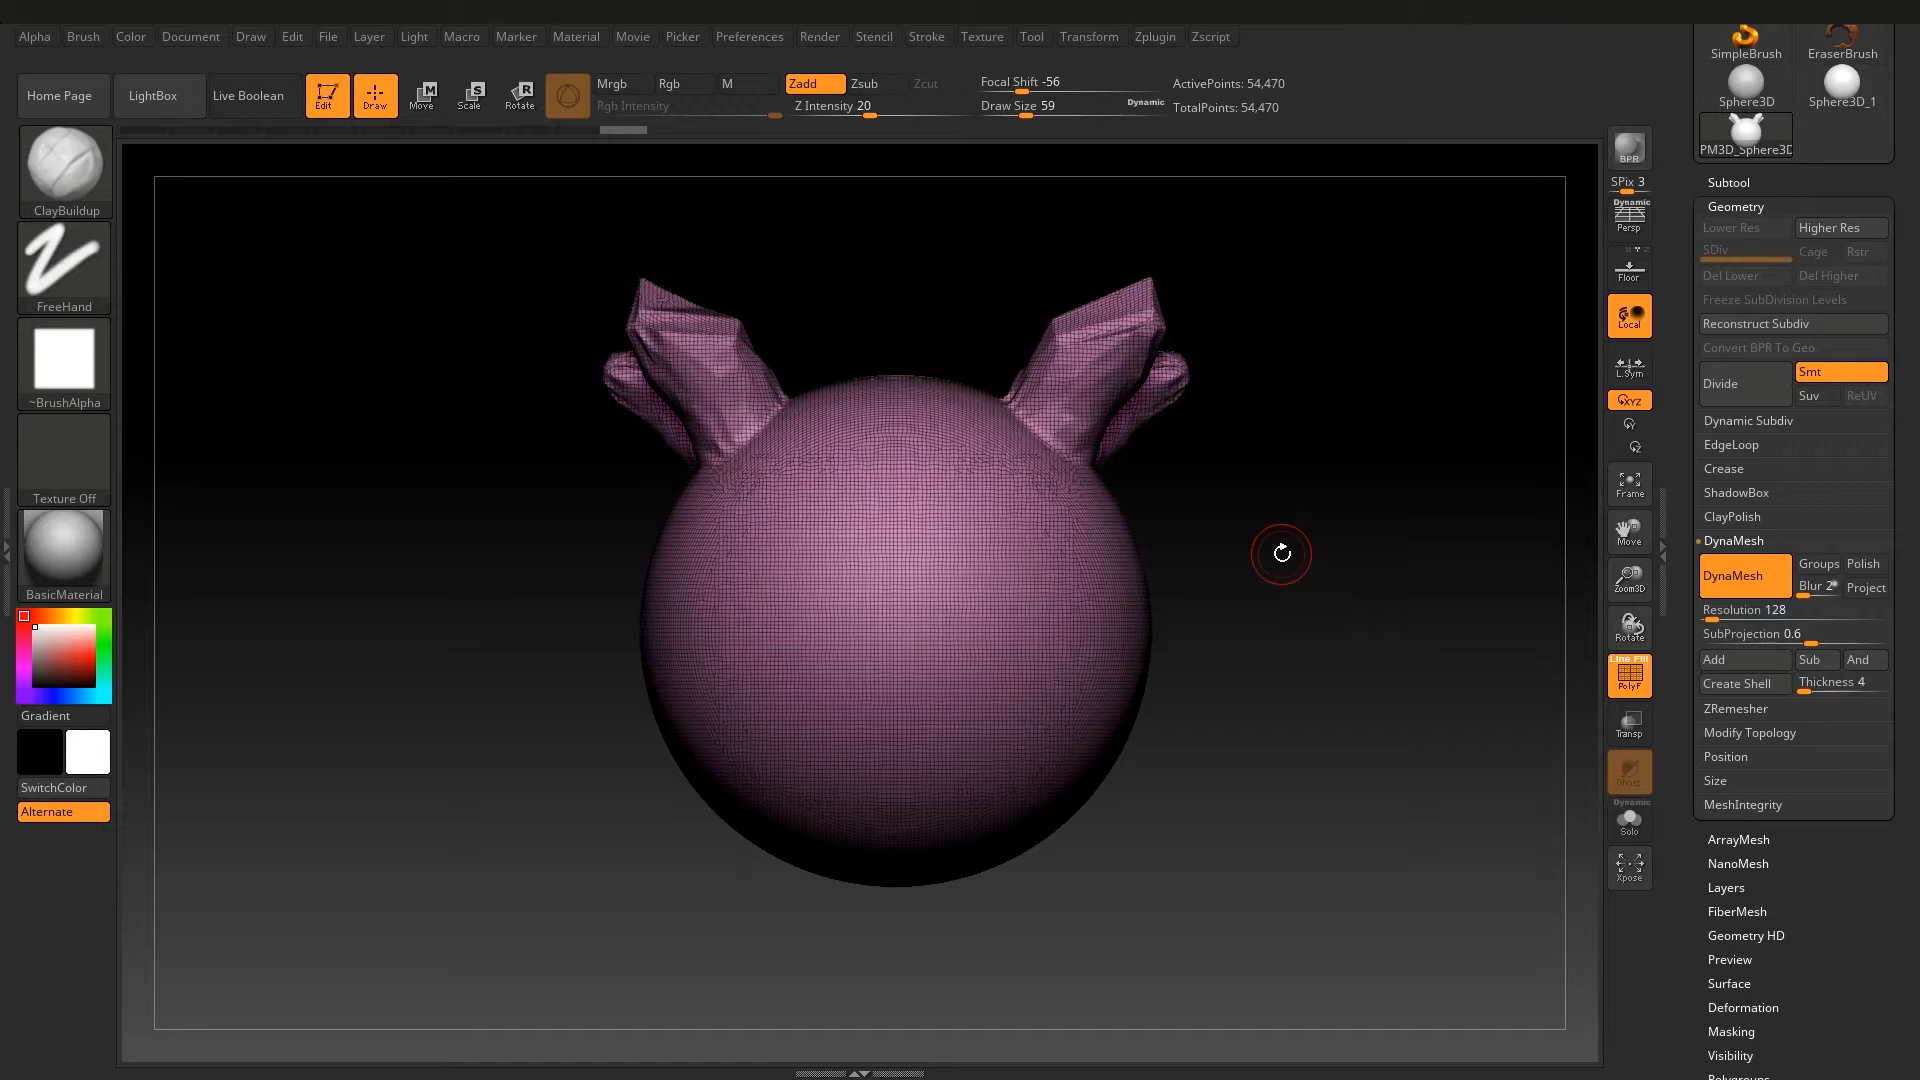 Alpha Brush Color Document Draw Edit File Layer Light Macro Marker Material Movie Picker Preferences Render Stencil Stroke Texture Tool Transform Zplugin Zscript
Home Page
LightBox
Live Boolean
Edit
Draw
Move
Scale
Rotate
Mrgb Rgb M
Rgb Intensity
Zadd Zsub Zcut
Z Intensity 20
Focal Shift -56
Draw Size 59 Dynamic
ActivePoints: 54,470
TotalPoints: 54,470
ClayBuildup
FreeHand
~BrushAlpha
Texture Off
BasicMaterial
Gradient
SwitchColor
Alternate
BPR
SPix 3
Dynamic
Persp
Floor
Local
L.Sym
XYZ
Frame
Move
Zoom3D
Rotate
Line Fill
PolyF
Transp
Ghost
Dynamic
Solo
Xpose
SimpleBrush EraserBrush
Sphere3D Sphere3D_1
PM3D_Sphere3D
Subtool
Geometry
Lower Res Higher Res
SDiv Cage Rstr
Del Lower Del Higher
Freeze SubDivision Levels
Reconstruct Subdiv
Convert BPR To Geo
Divide Smt
Suv ReUV
Dynamic Subdiv
EdgeLoop
Crease
ShadowBox
ClayPolish
DynaMesh
DynaMesh Groups Polish
Blur 2 Project
Resolution 128
SubProjection 0.6
Add Sub And
Create Shell Thickness 4
ZRemesher
Modify Topology
Position
Size
MeshIntegrity
ArrayMesh
NanoMesh
Layers
FiberMesh
Geometry HD
Preview
Surface
Deformation
Masking
Visibility
Polygroups